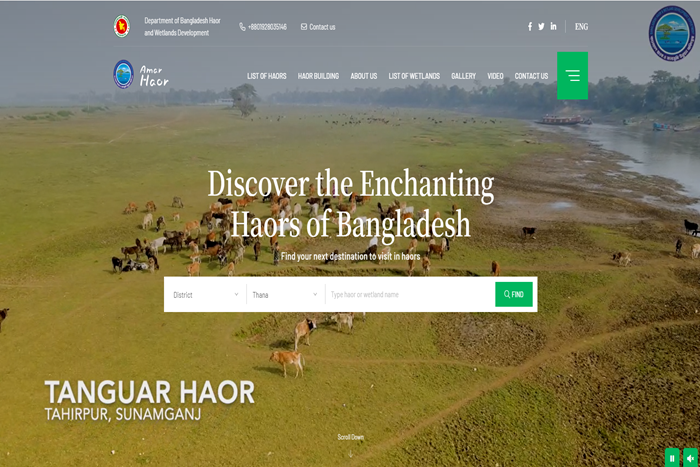 Department of Bangladesh Haor
and Wetlands Development
+8801928035146
Contact us
ENG
Amar
Haor
LIST OF HAORS
HAOR BUILDING
ABOUT US
LIST OF WETLANDS
GALLERY
VIDEO
CONTACT US
Discover the Enchanting
Haors of Bangladesh
Find your next destination to visit in haors
District
Thana
Type haor or wetland name
FIND
TANGUAR HAOR
TAHIRPUR, SUNAMGANJ
Scroll Down